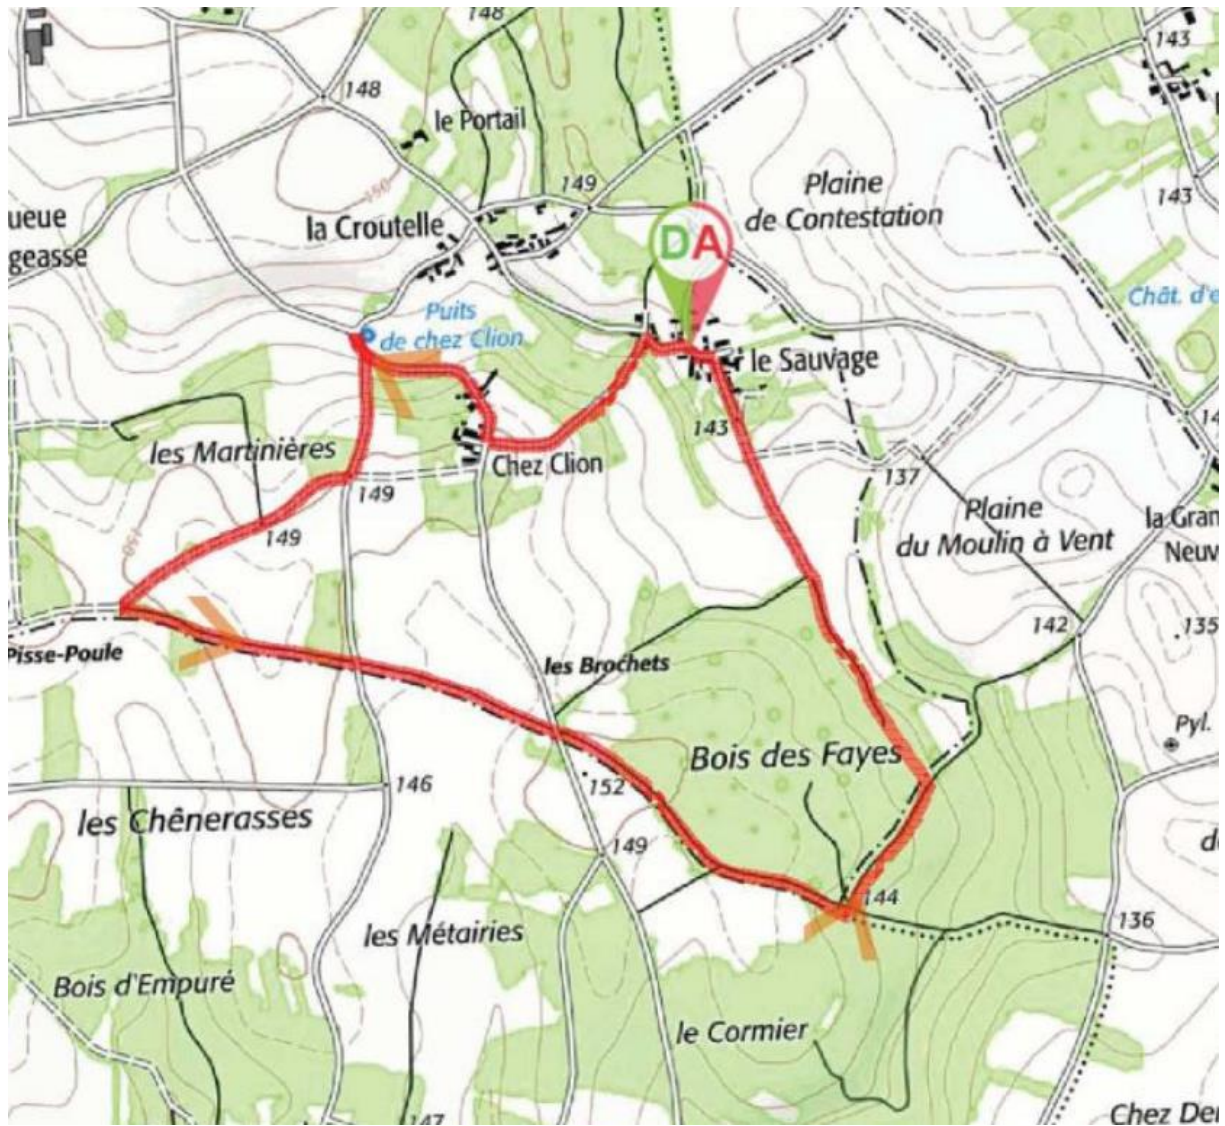 148
143
148
le Portail
143
149
Plaine
de Contestation
ueue
geasse
la Croutelle
DA
Puits
de chez Clion
Chât. d'e
le Sauvage
143
les Martinières
Chez Clion
149
137
149
150
Plaine
du Moulin à Vent
la Gran
Neuv
142
135
Pisse-Poule
les Brochets
Pyl.
Bois des Fayes
152
146
les Chênerasses
149
144
136
les Métairies
Bois d'Empuré
le Cormier
147
Chez De